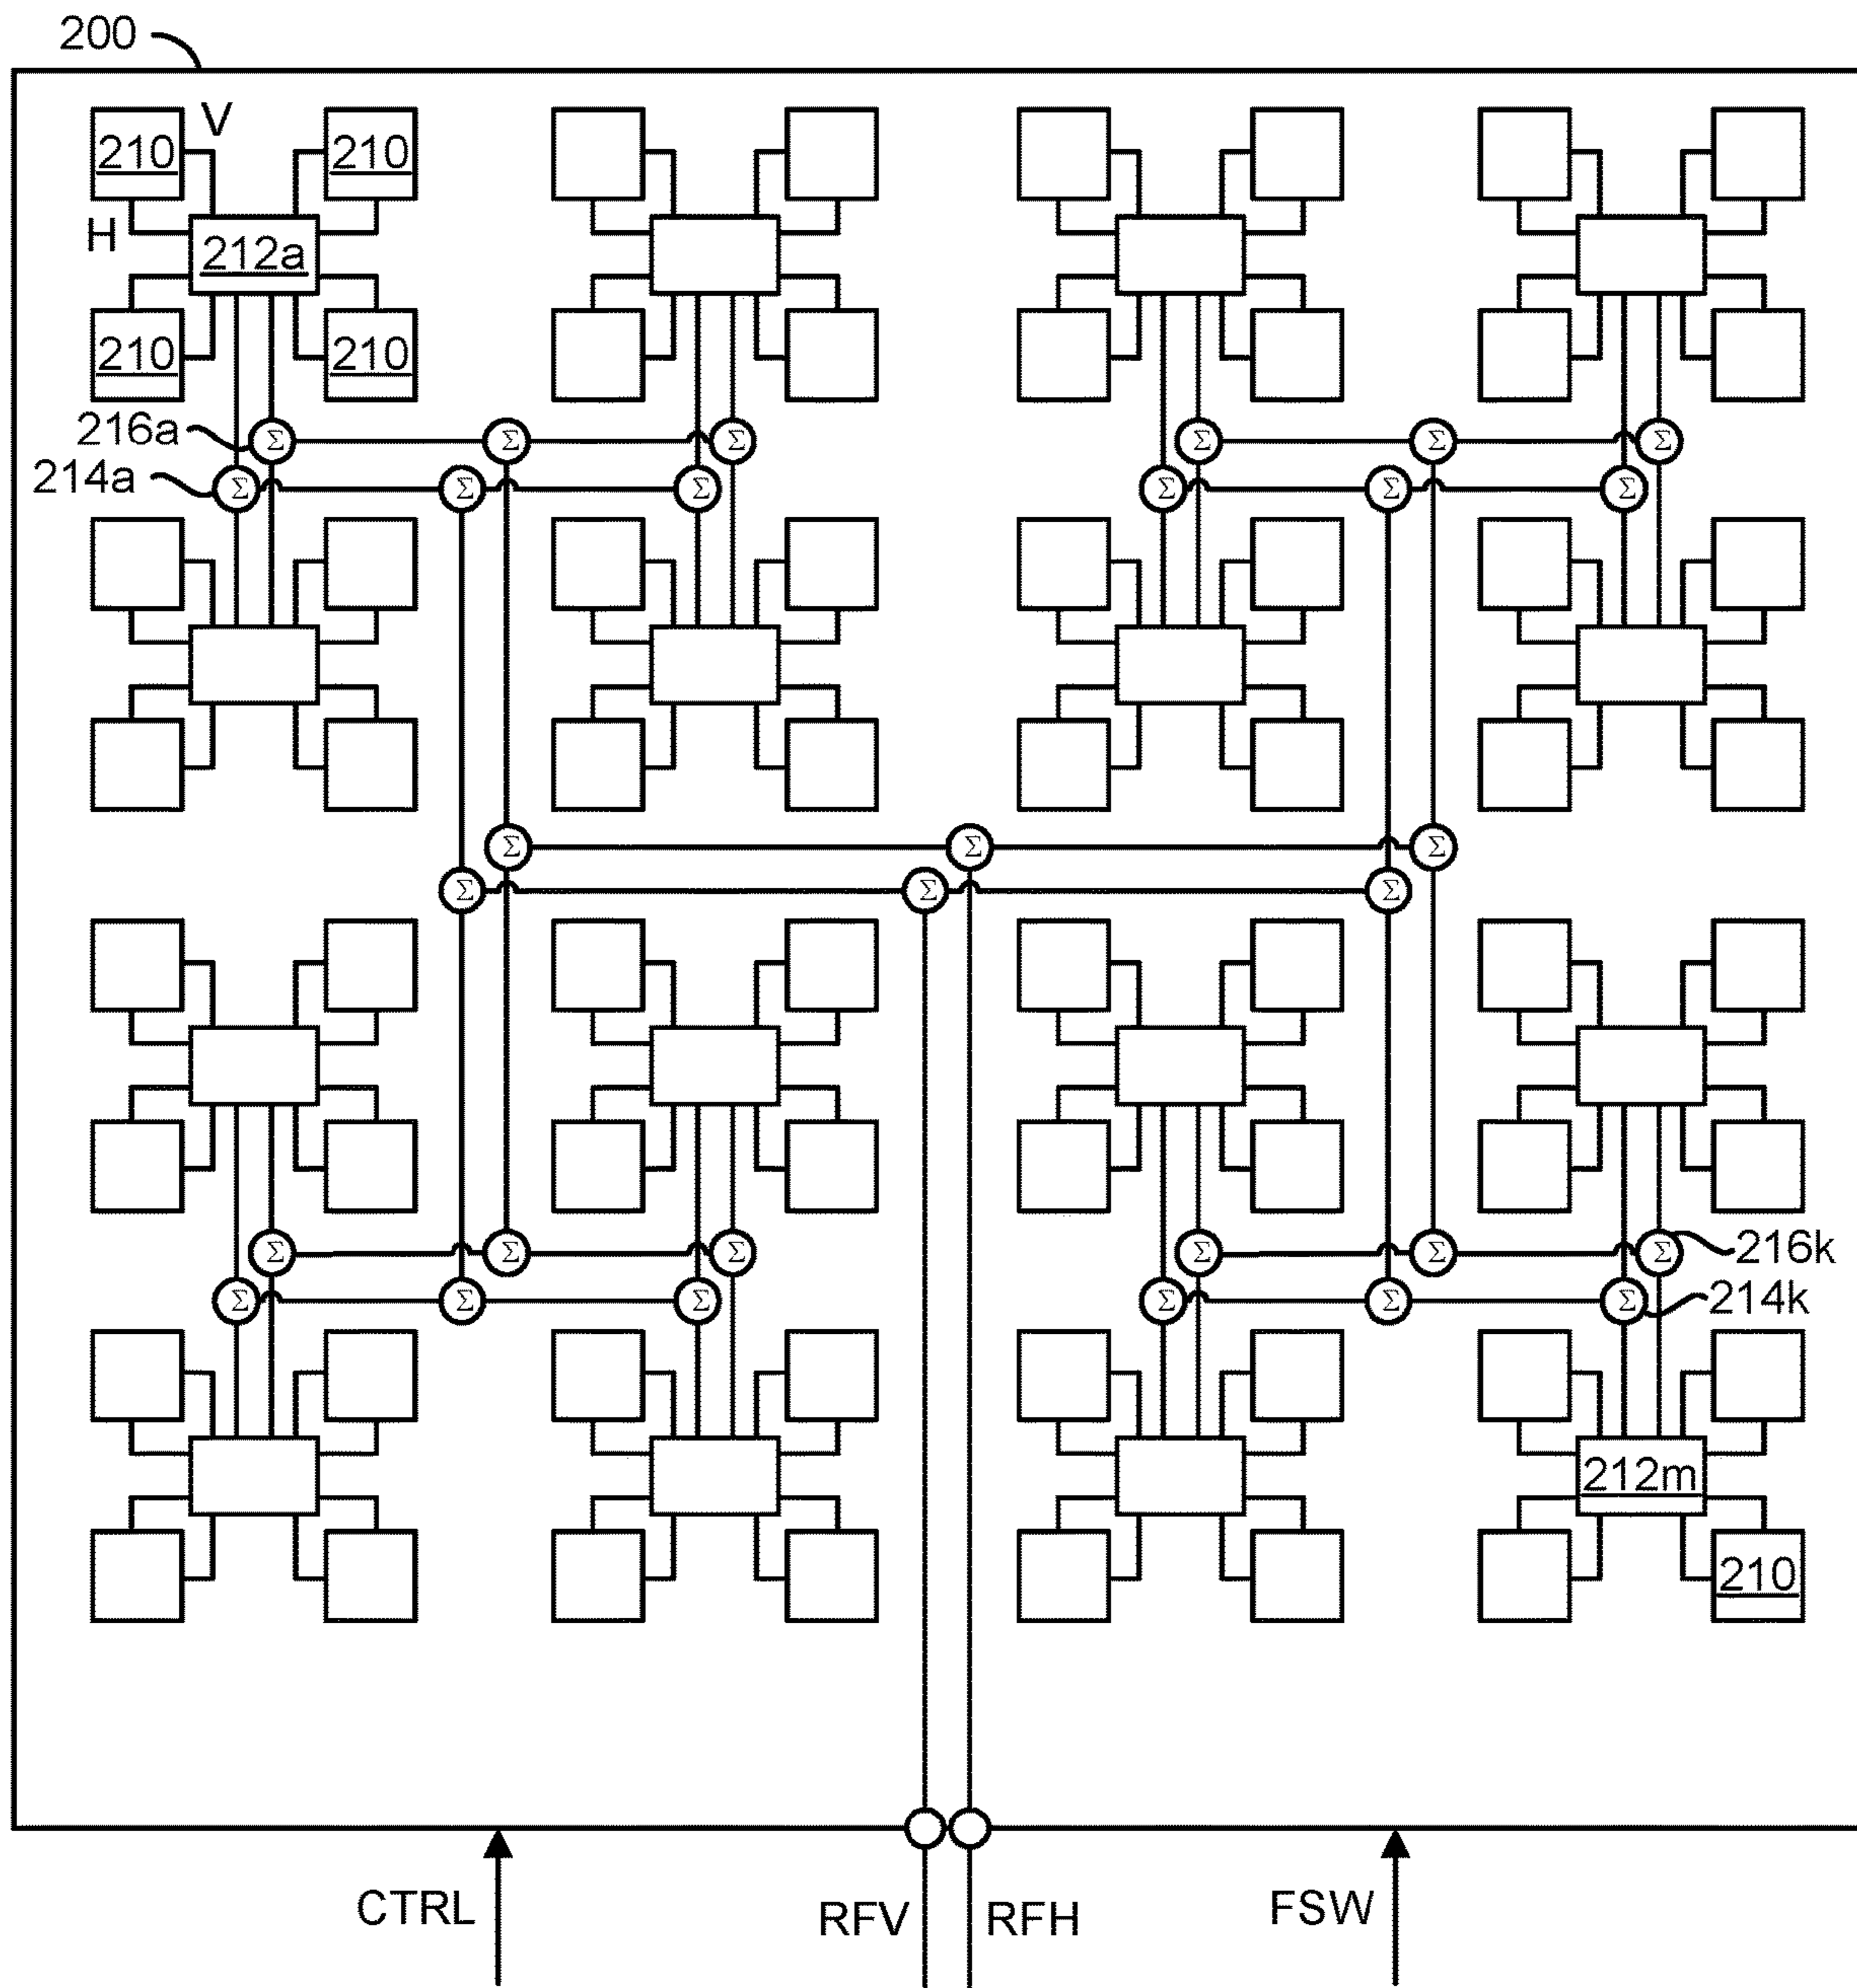 200
210 V 210
H 212a
210 210
216a Σ Σ Σ Σ Σ Σ
214a Σ Σ Σ Σ Σ Σ
Σ Σ Σ
Σ Σ Σ
Σ Σ Σ Σ Σ Σ 216k
Σ Σ Σ Σ Σ Σ 214k
212m
210
CTRL RFV RFH FSW